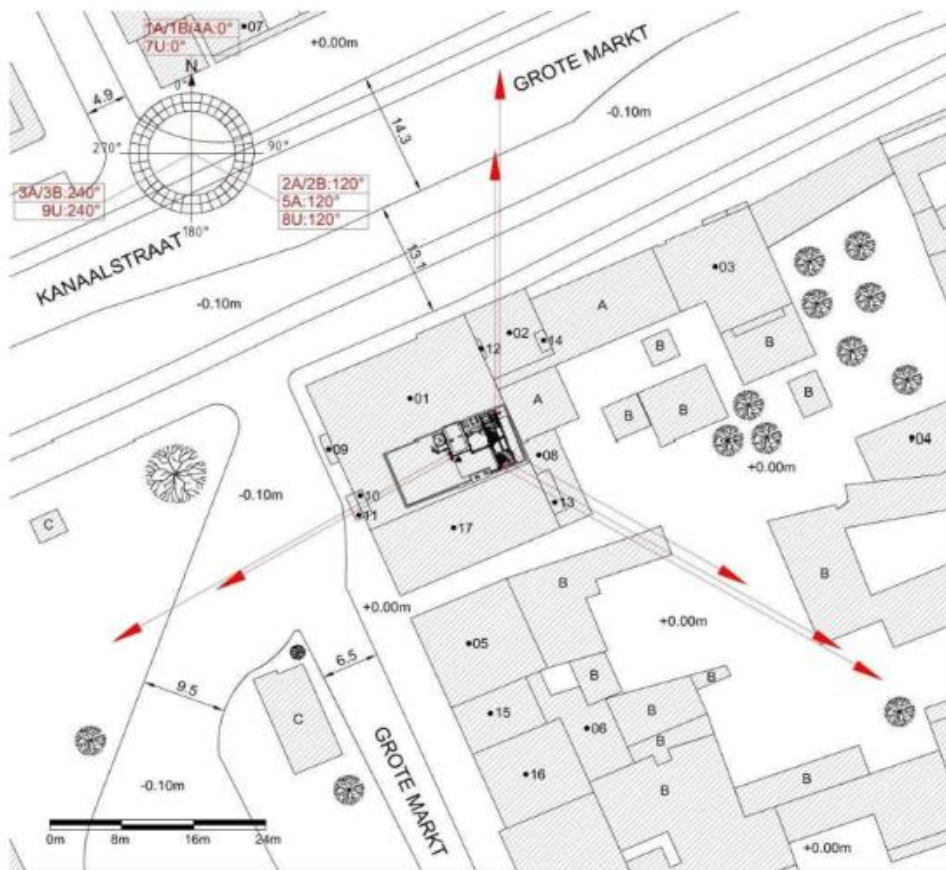 1A/1B/4A:0°
7U:0°
07
+0.00m
GROTE MARKT
N
0°
4.9
14.3
-0.10m
270°
90°
3A/3B:240°
9U:240°
2A/2B:120°
5A:120°
8U:120°
180°
KANAALSTRAAT
13.1
-0.10m
03
A
02
14
12
B
B
01
A
B
B
B
09
08
04
+0.00m
10
11
13
-0.10m
C
17
B
B
+0.00m
+0.00m
05
6.5
B
B
9.5
15
B
06
C
B
16
GROTE MARKT
B
B
-0.10m
0m
8m
16m
24m
+0.00m